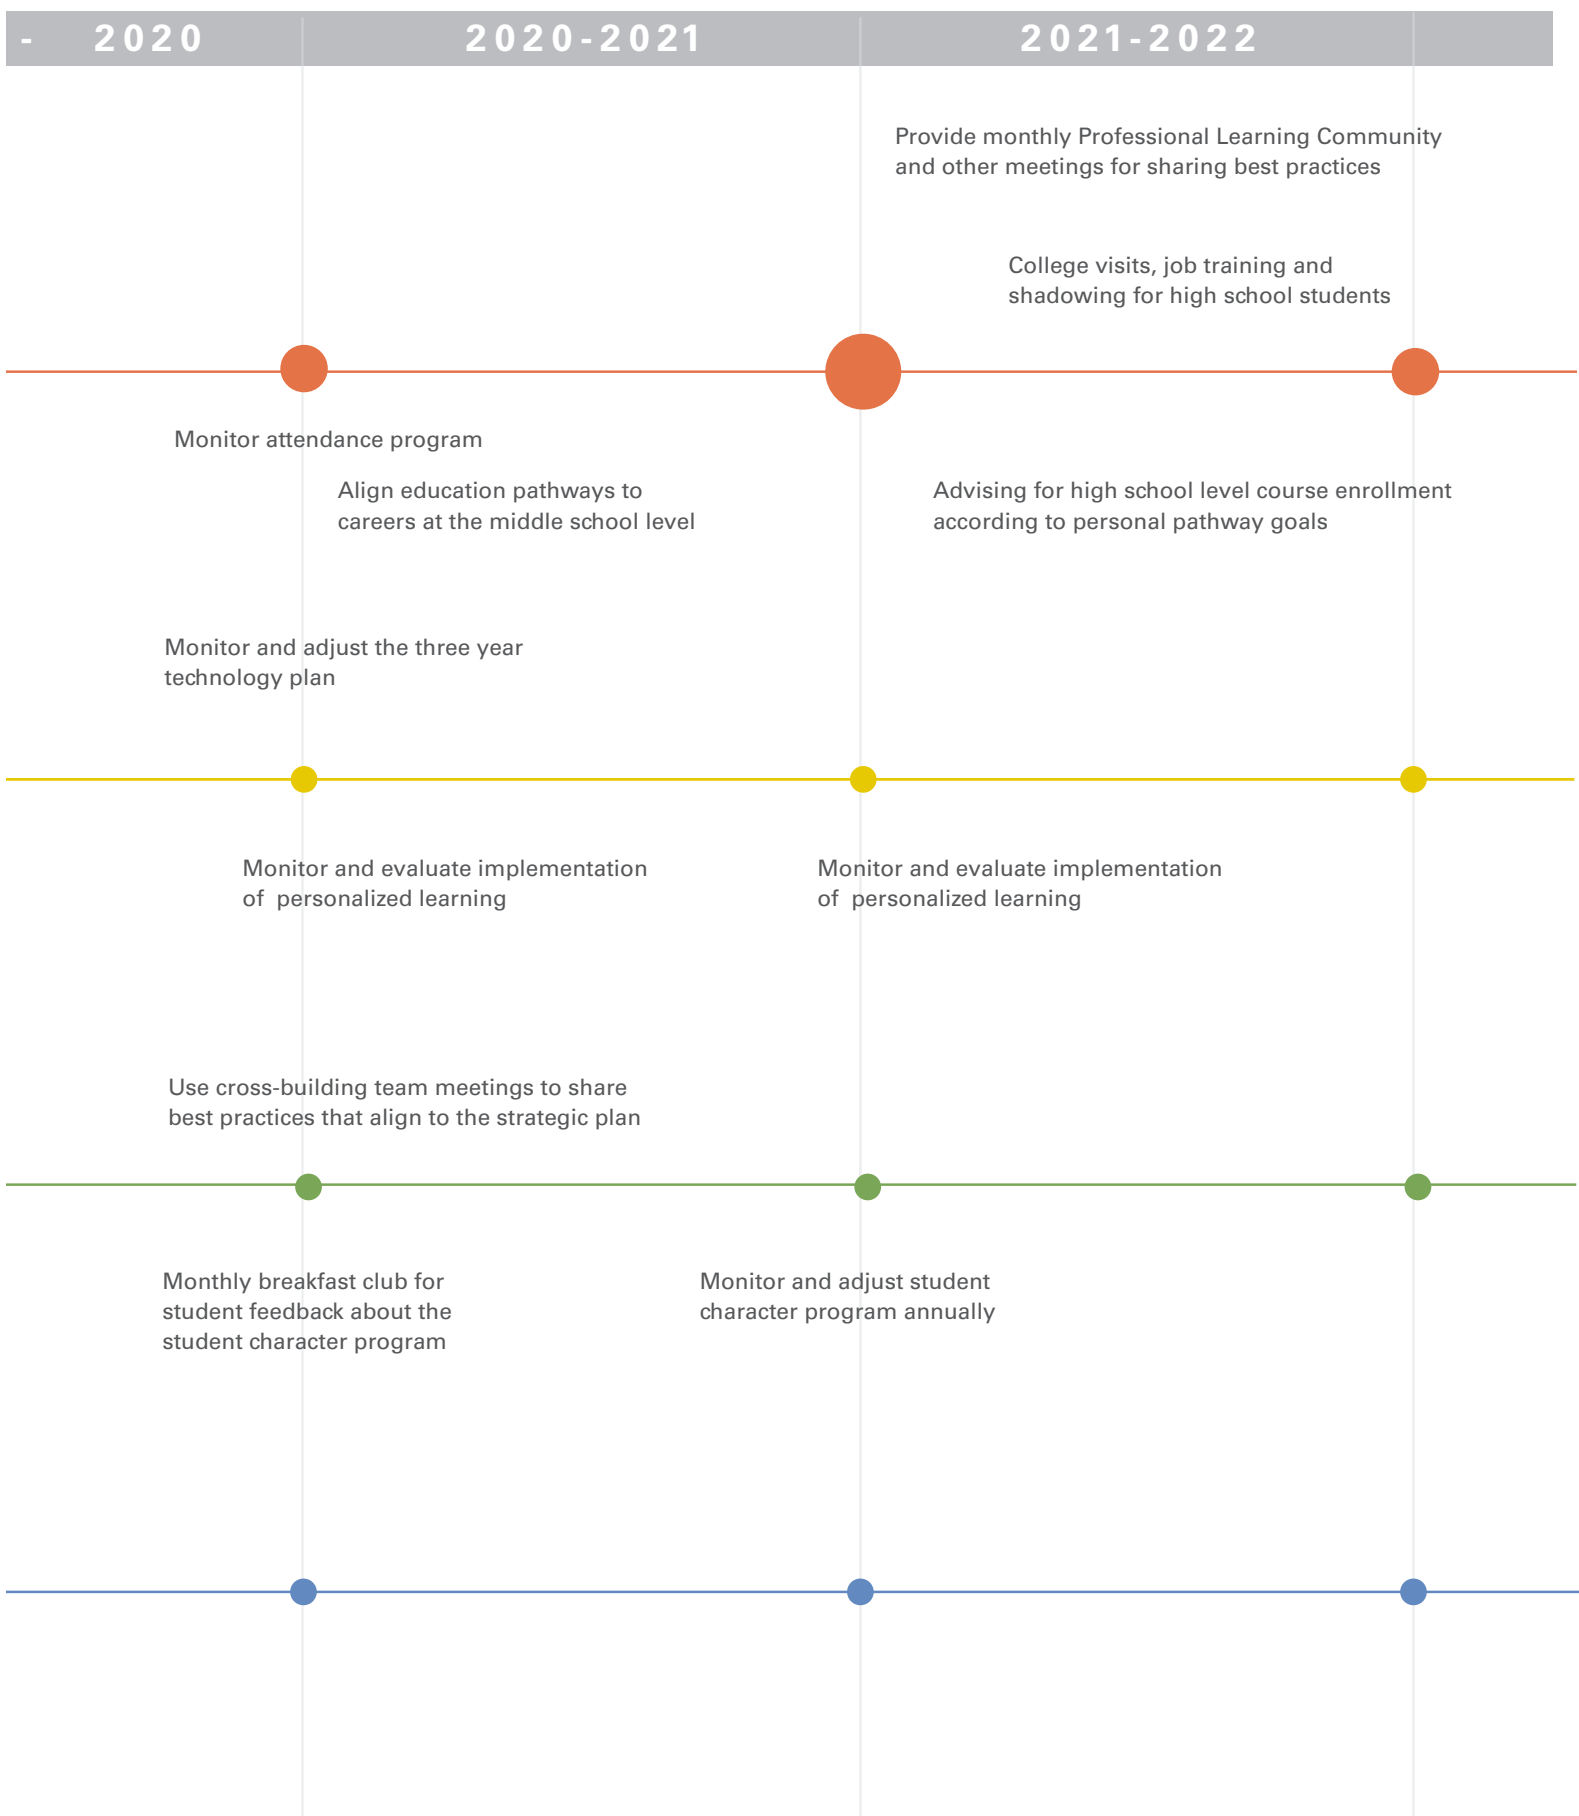 - 2020 2020-2021 2021-2022
Provide monthly Professional Learning Community
and other meetings for sharing best practices
College visits, job training and
shadowing for high school students
Monitor attendance program
Align education pathways to
careers at the middle school level
Advising for high school level course enrollment
according to personal pathway goals
Monitor and adjust the three year
technology plan
Monitor and evaluate implementation
of personalized learning
Monitor and evaluate implementation
of personalized learning
Use cross-building team meetings to share
best practices that align to the strategic plan
Monthly breakfast club for
student feedback about the
student character program
Monitor and adjust student
character program annually